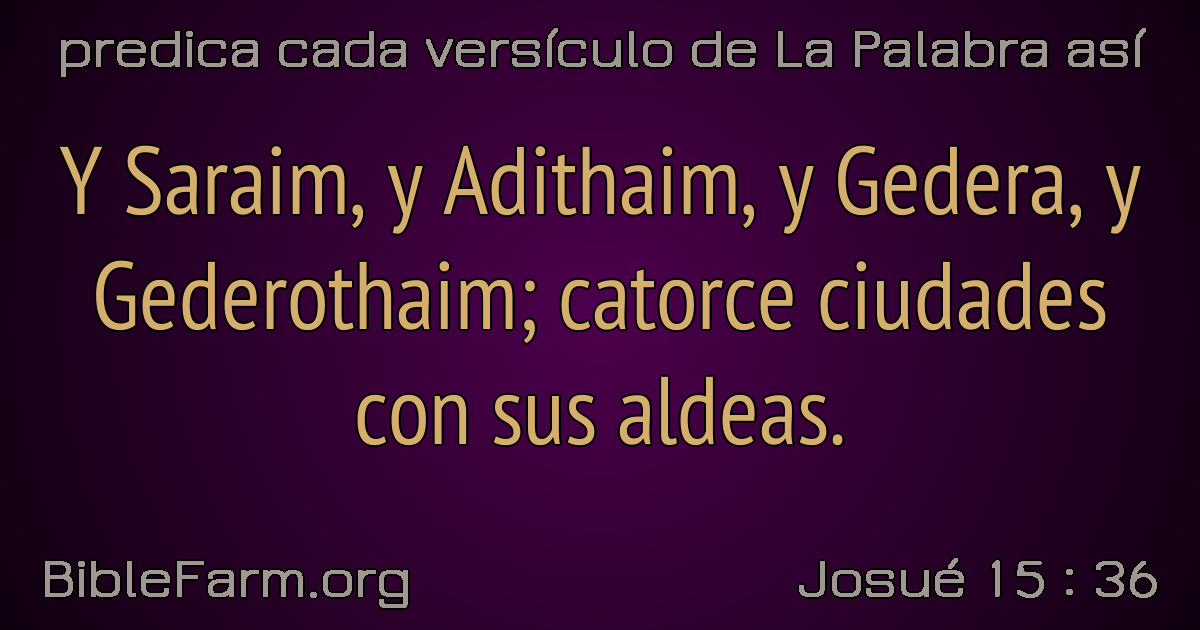 predica cada versículo de La Palabra así
Y Saraim, y Adithaim, y Gedera, y
Gederothaim; catorce ciudades
con sus aldeas.
BibleFarm.org
Josué 15 : 36